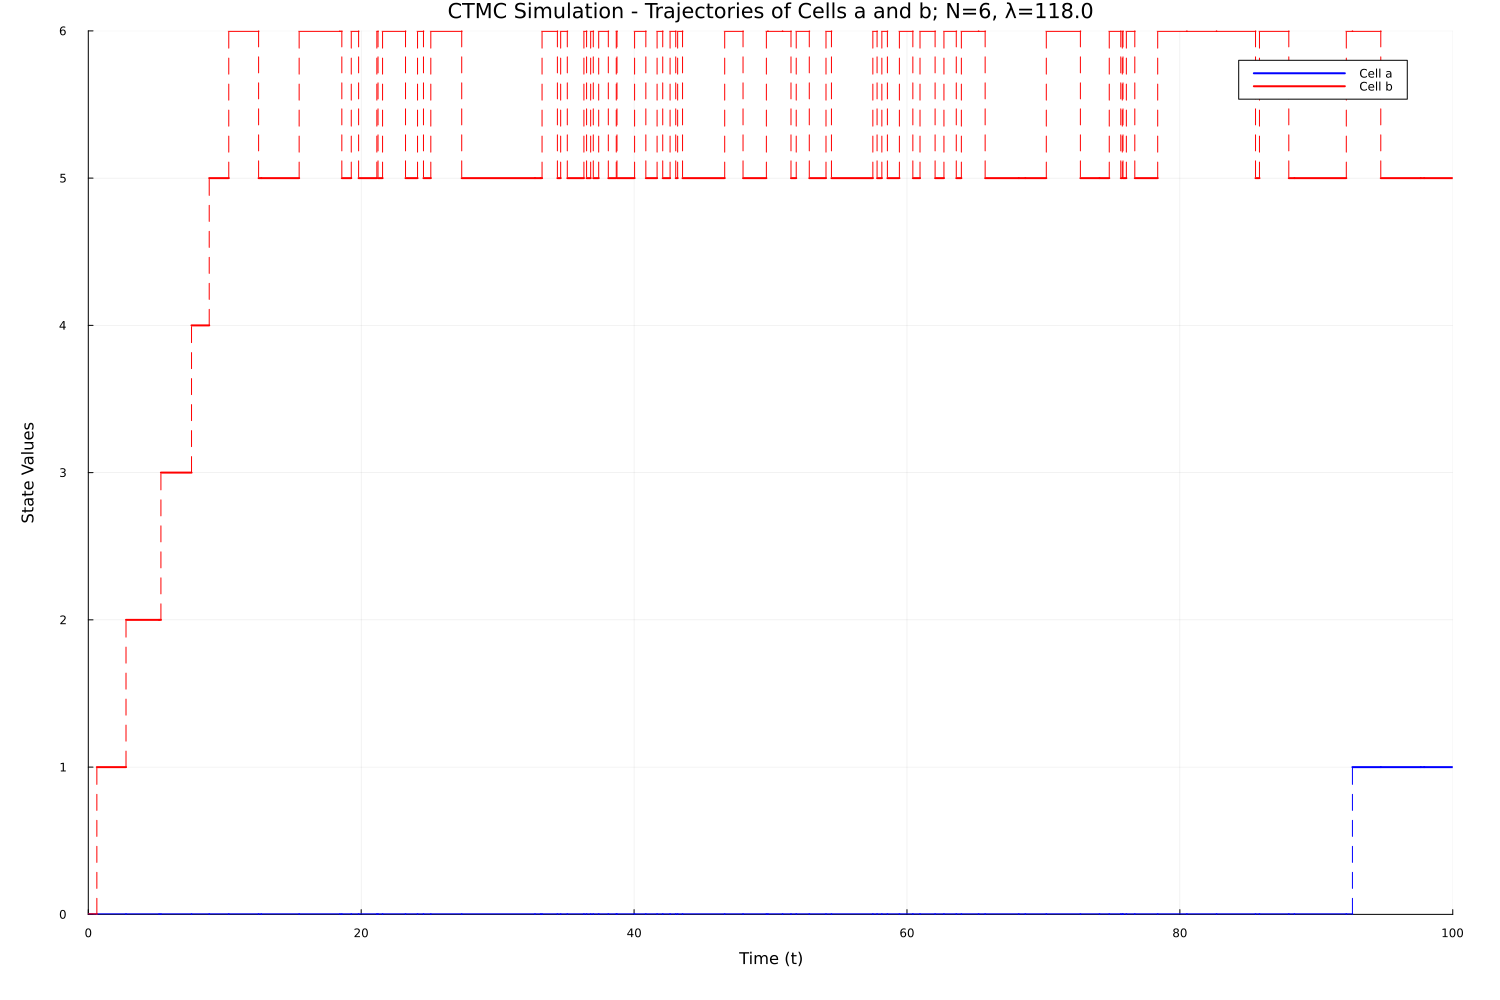 CTMC Simulation - Trajectories of Cells a and b; N=6, λ=118.0
6
Cell a
Cell b
5
4
3
State Values
2
1
0
0 20 40 60 80 100
Time (t)